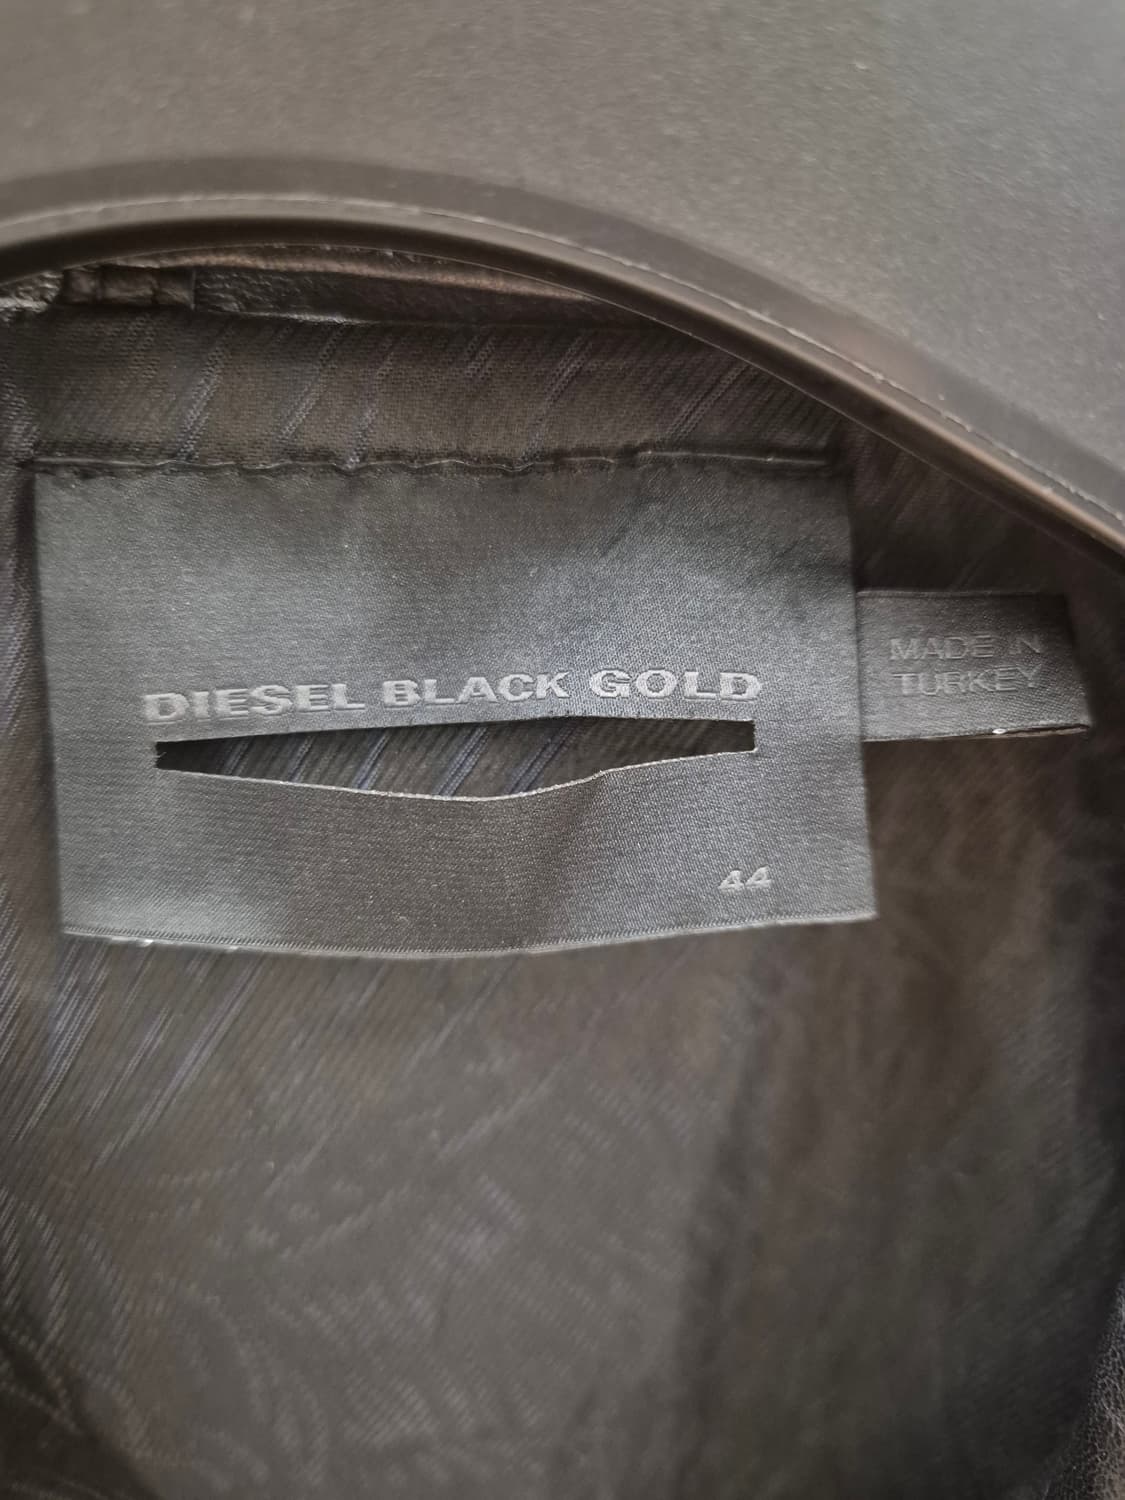 DIESEL BLACK GOLD
44
MADE IN
TURKEY